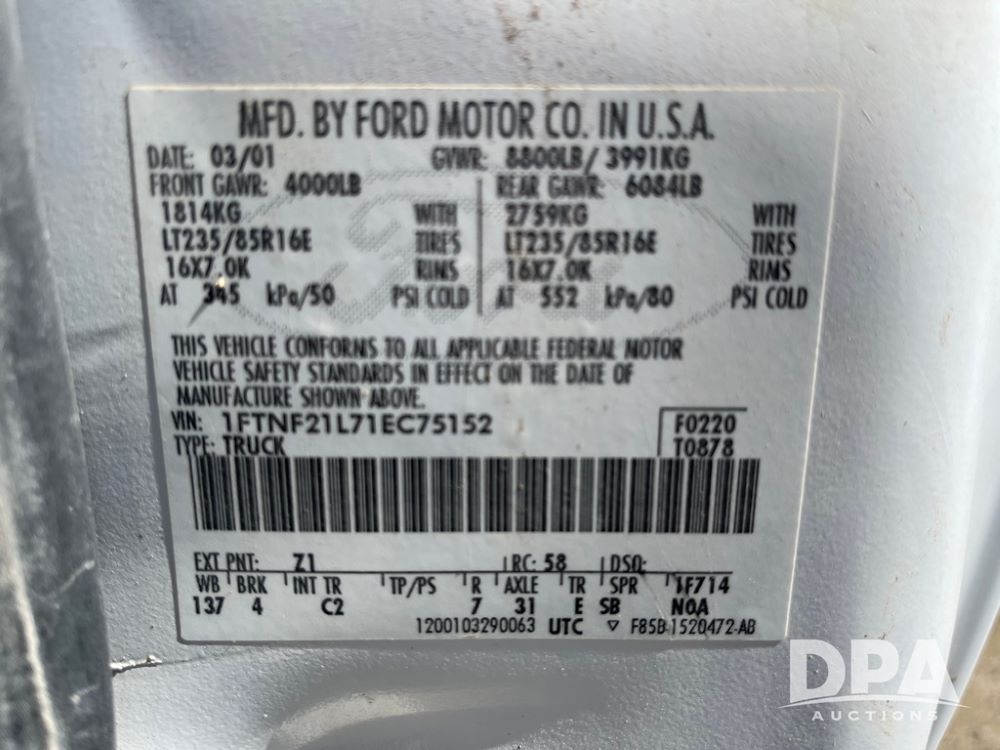 MFD. BY FORD MOTOR CO. IN U.S.A.
DATE: 03/01 GVWR: 8800LB/ 3991KG
FRONT GAWR: 4000LB REAR GAWR: 6084LB
1814KG WITH 2759KG WITH
LT235/85R16E TIRES LT235/85R16E TIRES
16X7.0K RIMS 16X7.0K RIMS
AT 345 kPa/50 PSI COLD AT 552 kPa/80 PSI COLD
THIS VEHICLE CONFORMS TO ALL APPLICABLE FEDERAL MOTOR
VEHICLE SAFETY STANDARDS IN EFFECT ON THE DATE OF
MANUFACTURE SHOWN ABOVE.
VIN: 1FTNF21L71EC75152 F0220
TYPE: TRUCK T0878
EXT PNT: Z1 RC: 58 DSO:
WB BRK INT TR TP/PS R AXLE TR SPR 1F714
137 4 C2 7 31 E SB N0A
1200103290063 UTC ▽ F85B 1520472-AB
DPA
AUCTIONS